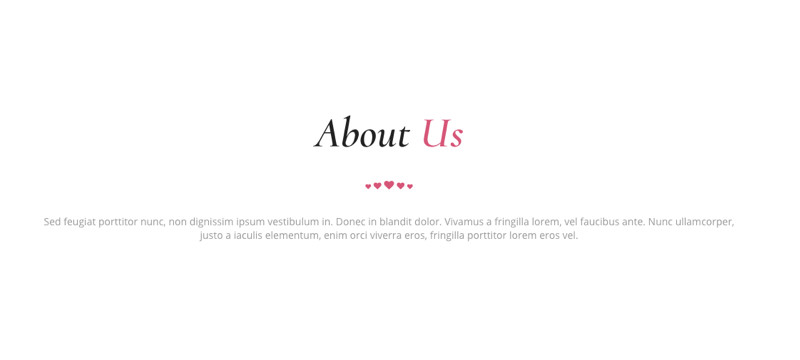 About Us
Sed feugiat porttitor nunc, non dignissim ipsum vestibulum in. Donec in blandit dolor. Vivamus a fringilla lorem, vel faucibus ante. Nunc ullamcorper,
justo a iaculis elementum, enim orci viverra eros, fringilla porttitor lorem eros vel.